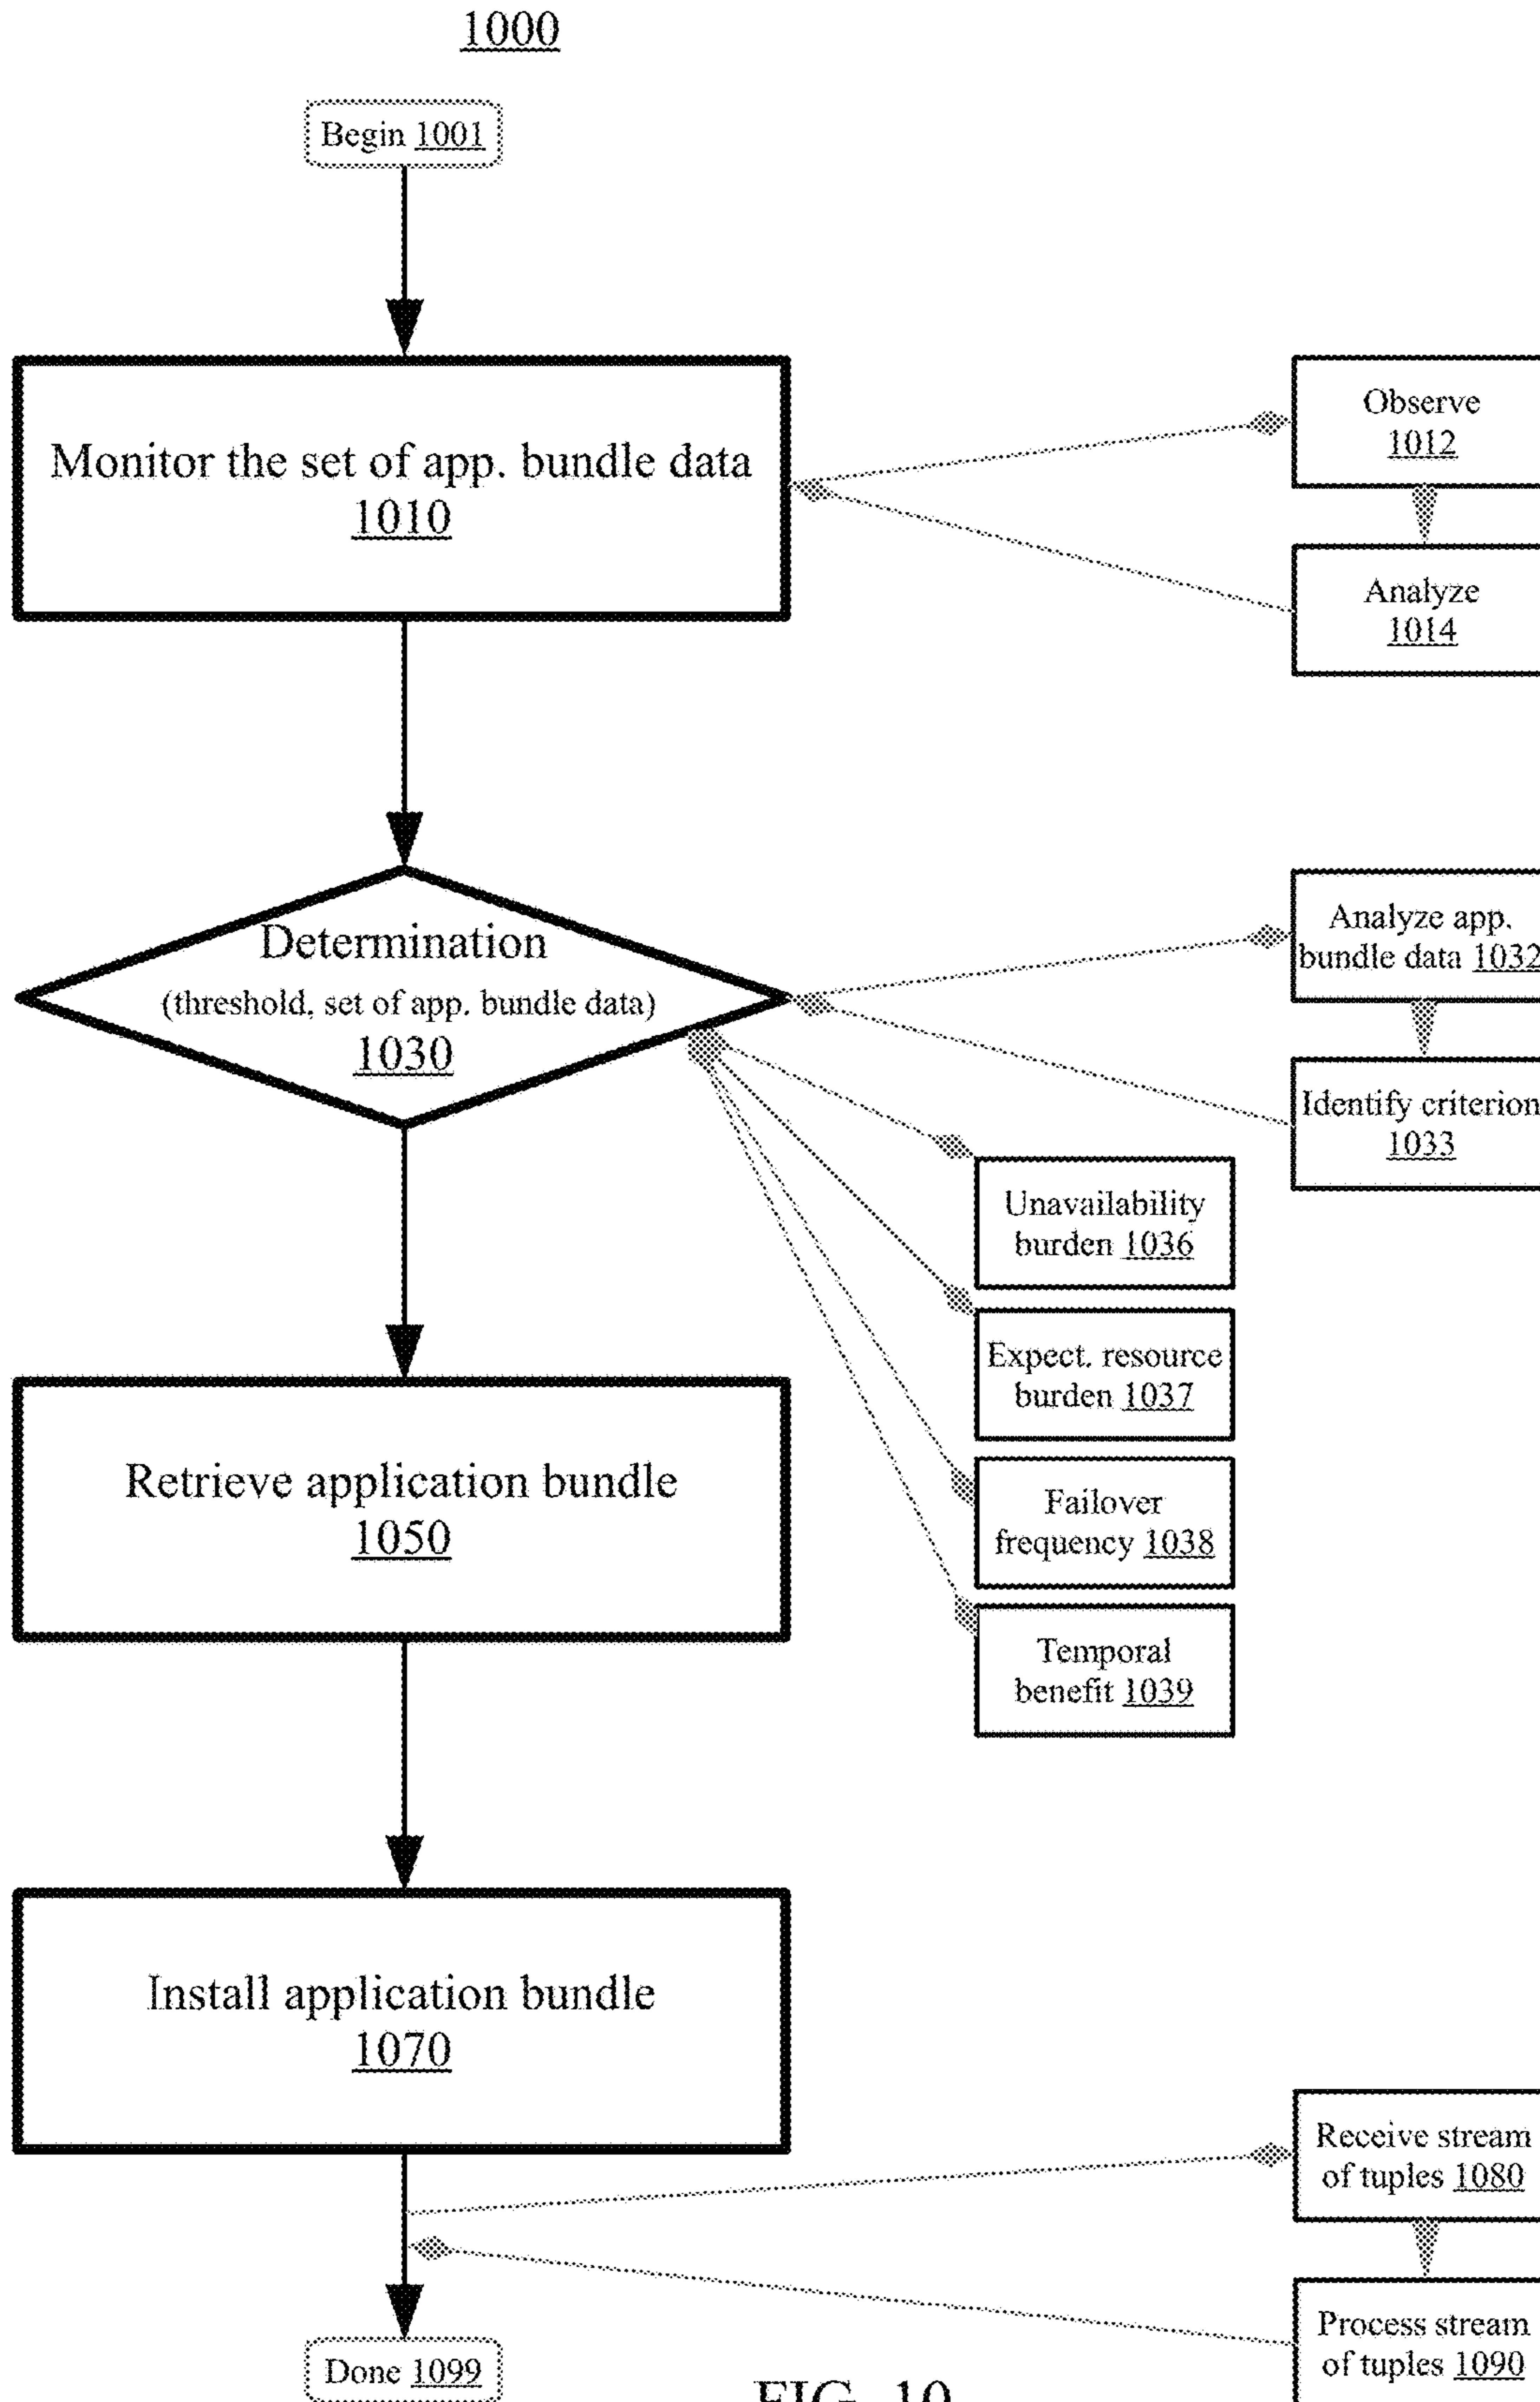 1000
Begin 1001
Monitor the set of app. bundle data
1010
Observe
1012
Analyze
1014
Determination
(threshold, set of app. bundle data)
1030
Analyze app.
bundle data 1032
Identify criterion
1033
Unavailability
burden 1036
Expect. resource
burden 1037
Failover
frequency 1038
Temporal
benefit 1039
Retrieve application bundle
1050
Install application bundle
1070
Receive stream
of tuples 1080
Process stream
of tuples 1090
Done 1099
FIG. 10